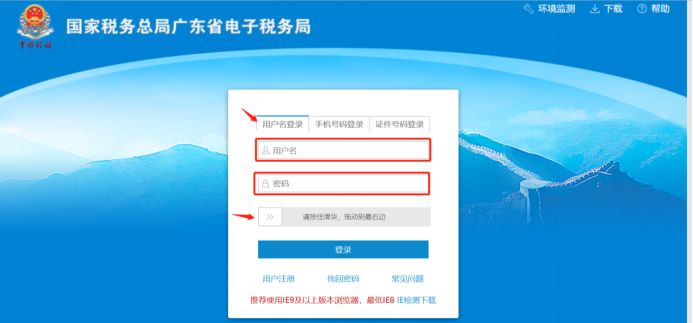 国家税务总局广东省电子税务局
环境监测 下载 帮助
中国税务
用户名登录 手机号码登录 证件号码登录
用户名
密码
>> 请按住滑块，拖动到最右边
登录
用户注册 找回密码 常见问题
推荐使用IE9及以上版本浏览器，最低IE8 IE检测下载